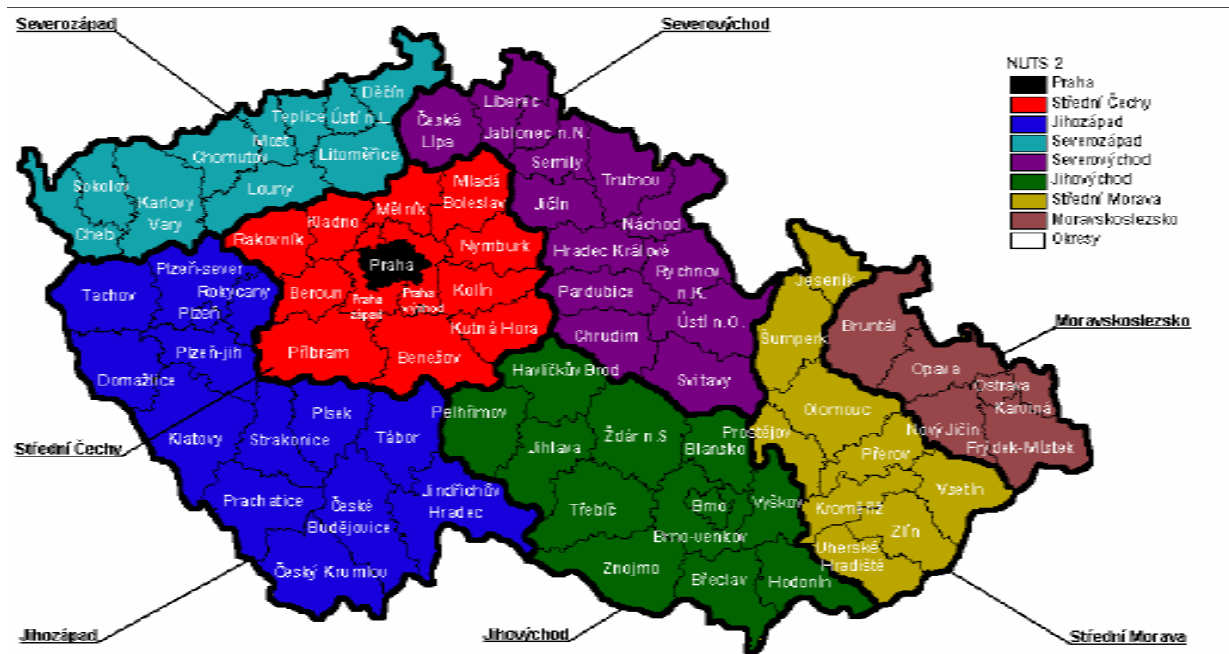 Severozápad
Severovýchod
NUTS 2
Praha
Střední Čechy
Jihozápad
Severozápad
Severovýchod
Jihovýchod
Střední Morava
Moravskoslezsko
Okresy
Děčín
Teplice
Ústí n.L.
Most
Chomutov
Litoměřice
Louny
Sokolov
Karlovy
Vary
Cheb
Česká
Lípa
Liberec
Jablonec n.N.
Semily
Trutnov
Jičín
Náchod
Hradec Králové
Rychnov
n.K.
Pardubice
Ústí n.O.
Chrudim
Svitavy
Mladá
Boleslav
Mělník
Kladno
Rakovník
Nymburk
Praha
Beroun
Praha
západ
Praha
východ
Kolín
Kutná Hora
Příbram
Benešov
Plzeň-sever
Tachov
Rokycany
Plzeň
Plzeň-jih
Domažlice
Klatovy
Písek
Strakonice
Tábor
Prachatice
České
Budějovice
Jindřichův
Hradec
Český Krumlov
Havlíčkův Brod
Pelhřimov
Jihlava
Žďár n.S
Blansko
Třebíč
Brno
Vyškov
Brno-venkov
Znojmo
Břeclav
Hodonín
Jeseník
Šumperk
Olomouc
Prostějov
Přerov
Kroměříž
Vsetín
Zlín
Uherské
Hradiště
Bruntál
Opava
Ostrava
Karviná
Nový Jičín
Frýdek-Místek
Moravskoslezsko
Střední Čechy
Jihozápad
Jihovýchod
Střední Morava